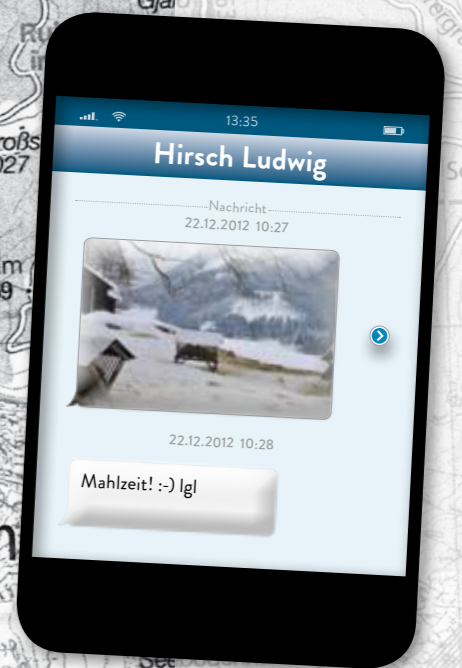 13:35
Hirsch Ludwig
Nachricht
22.12.2012 10:27
22.12.2012 10:28
Mahlzeit! :-) lgl